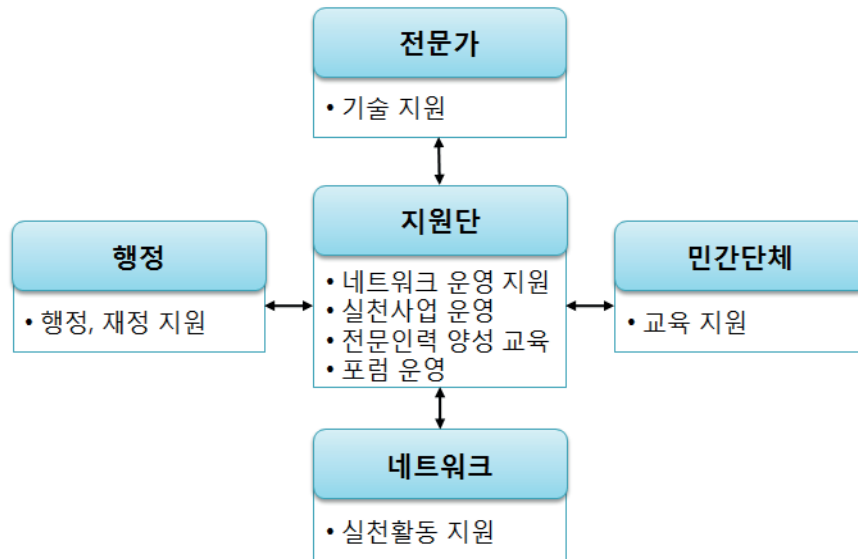 전문가
• 기술 지원
지원단
• 네트워크 운영 지원
• 실천사업 운영
• 전문인력 양성 교육
• 포럼 운영
행정
• 행정, 재정 지원
민간단체
• 교육 지원
네트워크
• 실천활동 지원